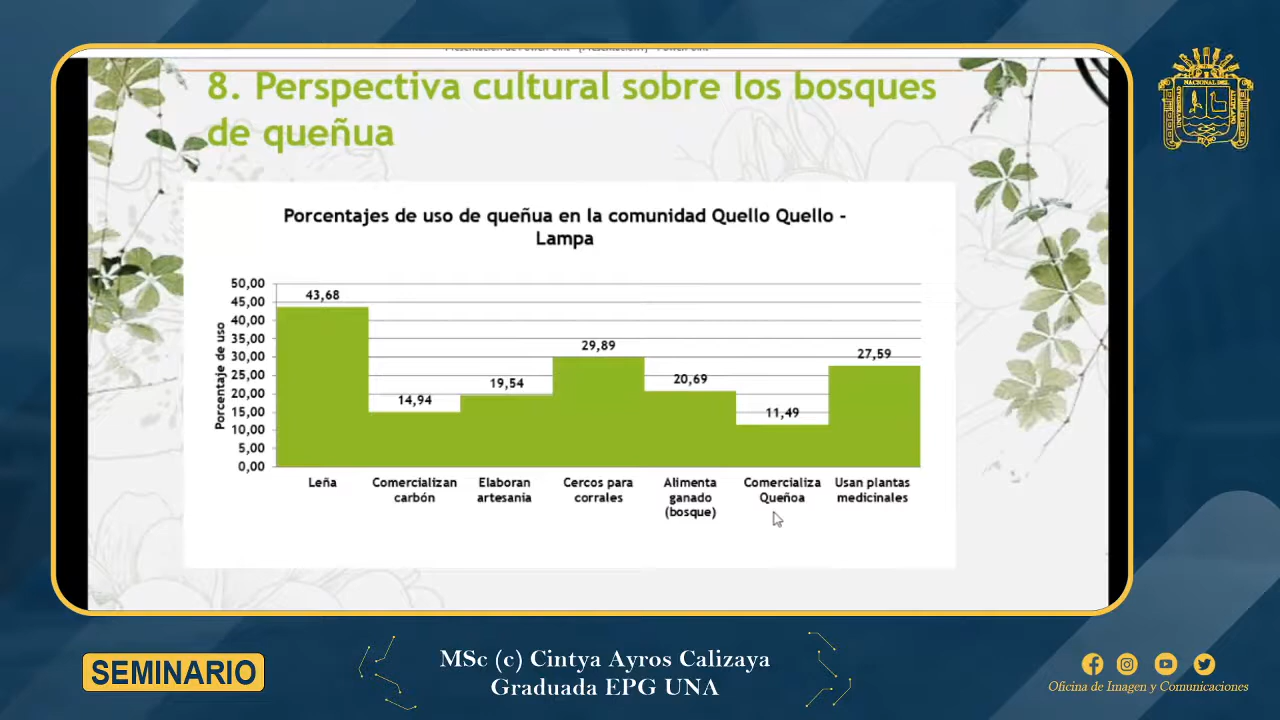 8. Perspectiva cultural sobre los bosques
de queñua
Porcentajes de uso de queñua en la comunidad Quello Quello -
Lampa
Porcentaje de uso
50,00
45,00
40,00
35,00
30,00
25,00
20,00
15,00
10,00
5,00
0,00
43,68
14,94
19,54
29,89
20,69
11,49
27,59
Leña
Comercializan
carbón
Elaboran
artesania
Cercos para
corrales
Alimenta
ganado
(bosque)
Comercializa
Queñoa
Usan plantas
medicinales
SEMINARIO
MSc (c) Cintya Ayros Calizaya
Graduada EPG UNA
Oficina de Imagen y Comunicaciones